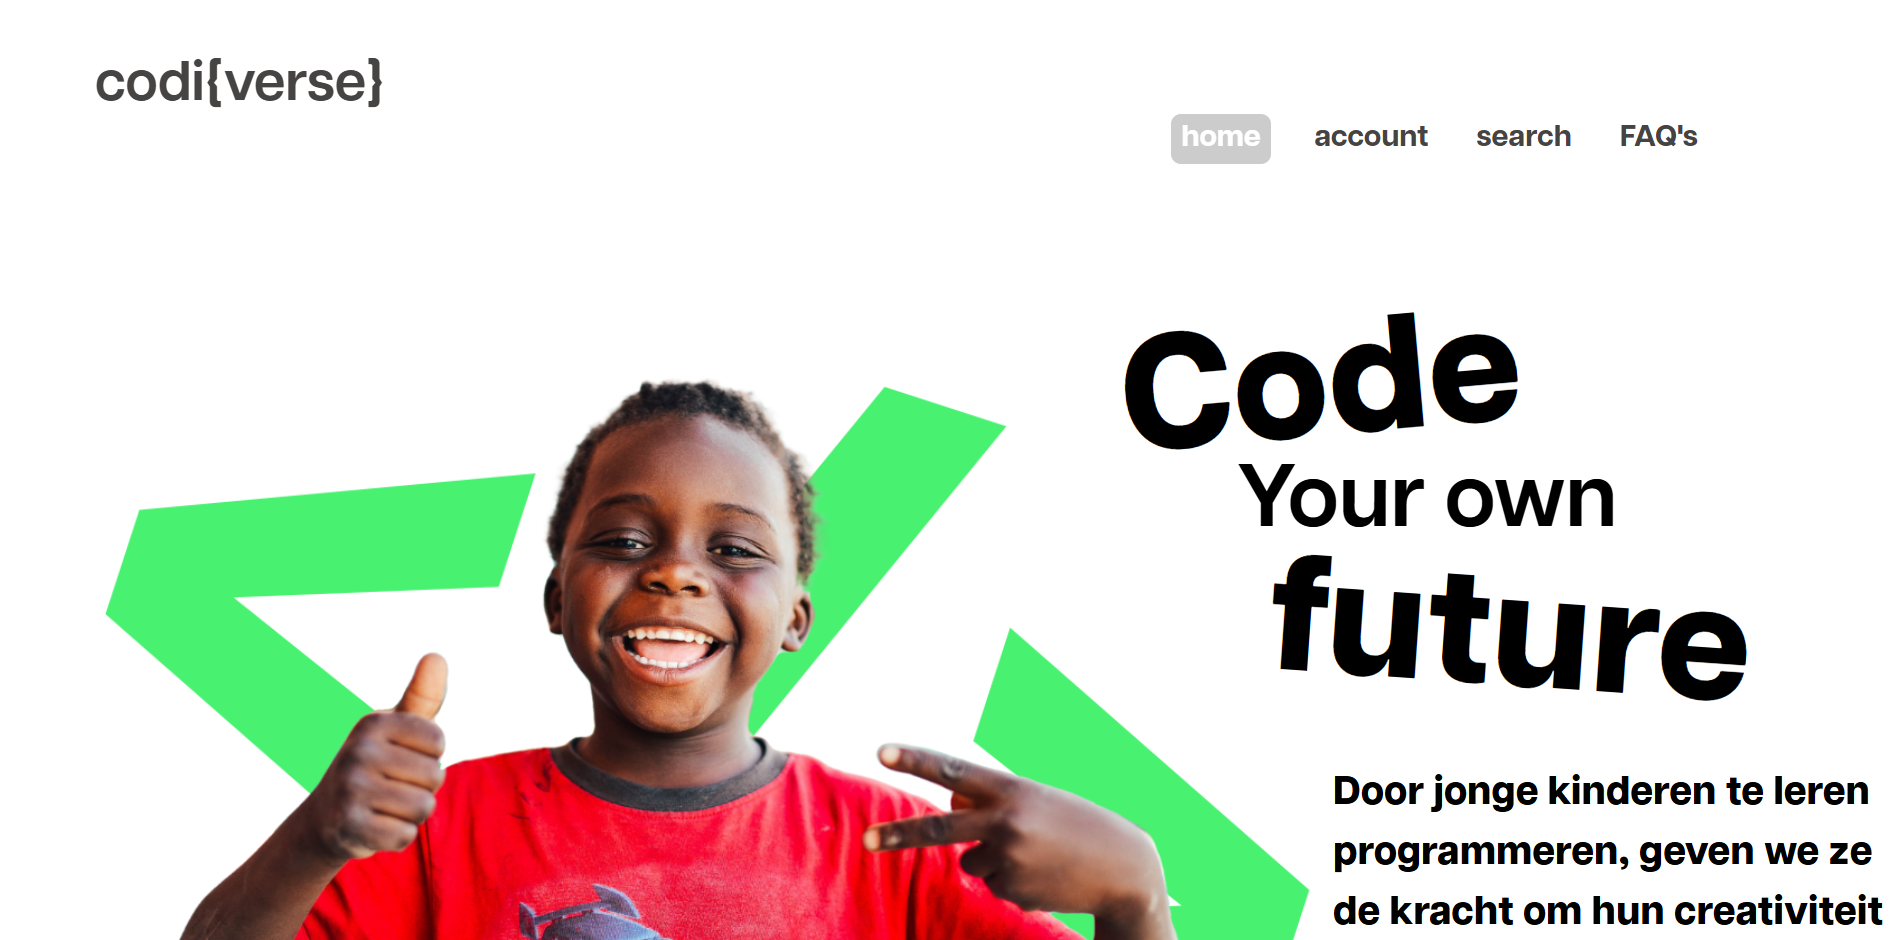 codi{verse}
home account search FAQ's
Code
Your own
future
Door jonge kinderen te leren
programmeren, geven we ze
de kracht om hun creativiteit